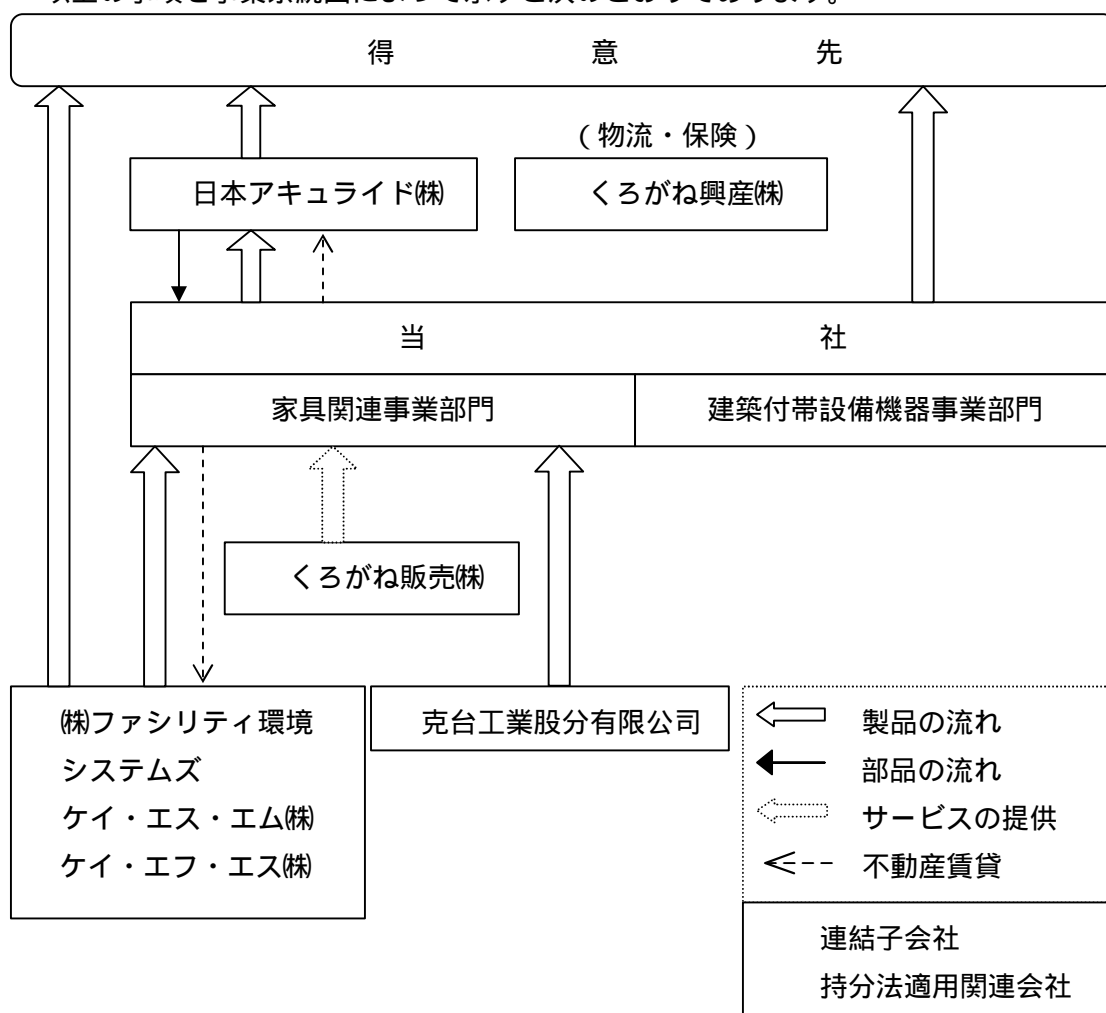 得意先
(物流・保険)
日本アキュライド㈱
くろがね興産㈱
当社
家具関連事業部門
建築付帯設備機器事業部門
くろがね販売㈱
㈱ファシリティ環境
システムズ
ケイ・エス・エム㈱
ケイ・エフ・エス㈱
克台工業股分有限公司
製品の流れ
部品の流れ
サービスの提供
不動産賃貸
連結子会社
持分法適用関連会社